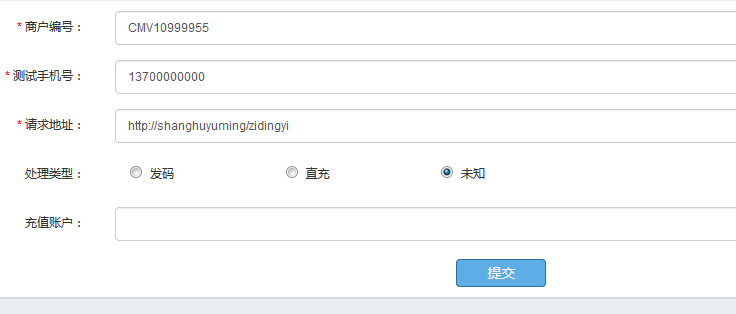 * 商户编号： CMV10999955
* 测试手机号： 13700000000
* 请求地址： http://shanghuyuming/zidingyi
处理类型： 发码 直充 未知
充值账户：
提交